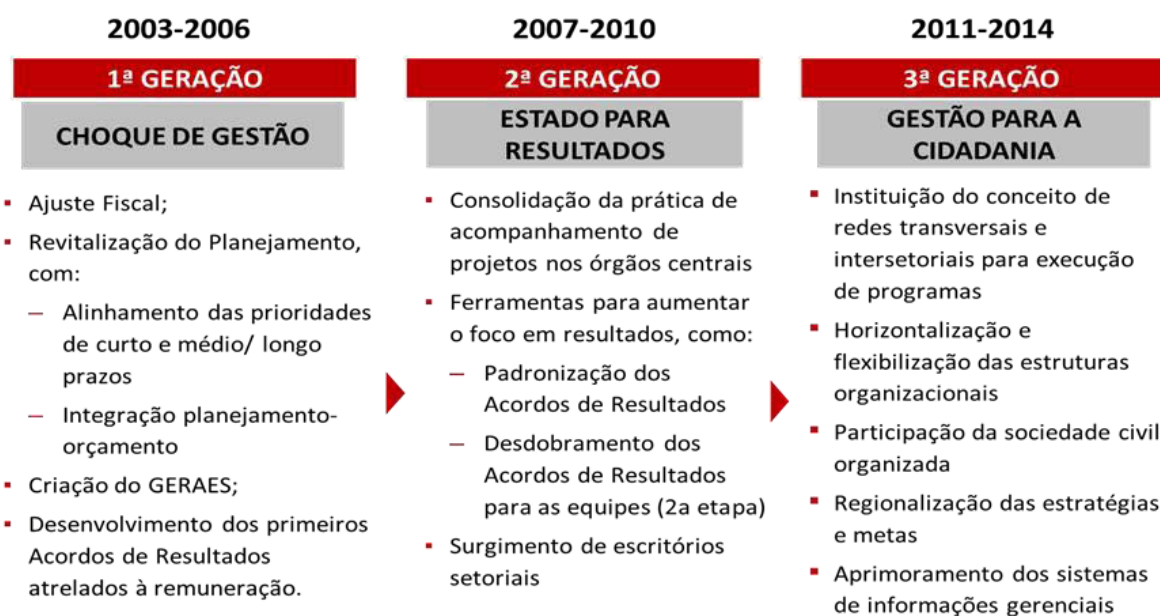 2003-2006
1ª GERAÇÃO
CHOQUE DE GESTÃO
▪ Ajuste Fiscal;
▪ Revitalização do Planejamento,
com:
— Alinhamento das prioridades
de curto e médio/ longo
prazos
— Integração planejamento-
orçamento
▪ Criação do GERAES;
▪ Desenvolvimento dos primeiros
Acordos de Resultados
atrelados à remuneração.
2007-2010
2ª GERAÇÃO
ESTADO PARA
RESULTADOS
▪ Consolidação da prática de
acompanhamento de
projetos nos órgãos centrais
▪ Ferramentas para aumentar
o foco em resultados, como:
— Padronização dos
Acordos de Resultados
— Desdobramento dos
Acordos de Resultados
para as equipes (2a etapa)
▪ Surgimento de escritórios
setoriais
2011-2014
3ª GERAÇÃO
GESTÃO PARA A
CIDADANIA
▪ Instituição do conceito de
redes transversais e
intersetoriais para execução
de programas
▪ Horizontalização e
flexibilização das estruturas
organizacionais
▪ Participação da sociedade civil
organizada
▪ Regionalização das estratégias
e metas
▪ Aprimoramento dos sistemas
de informações gerenciais